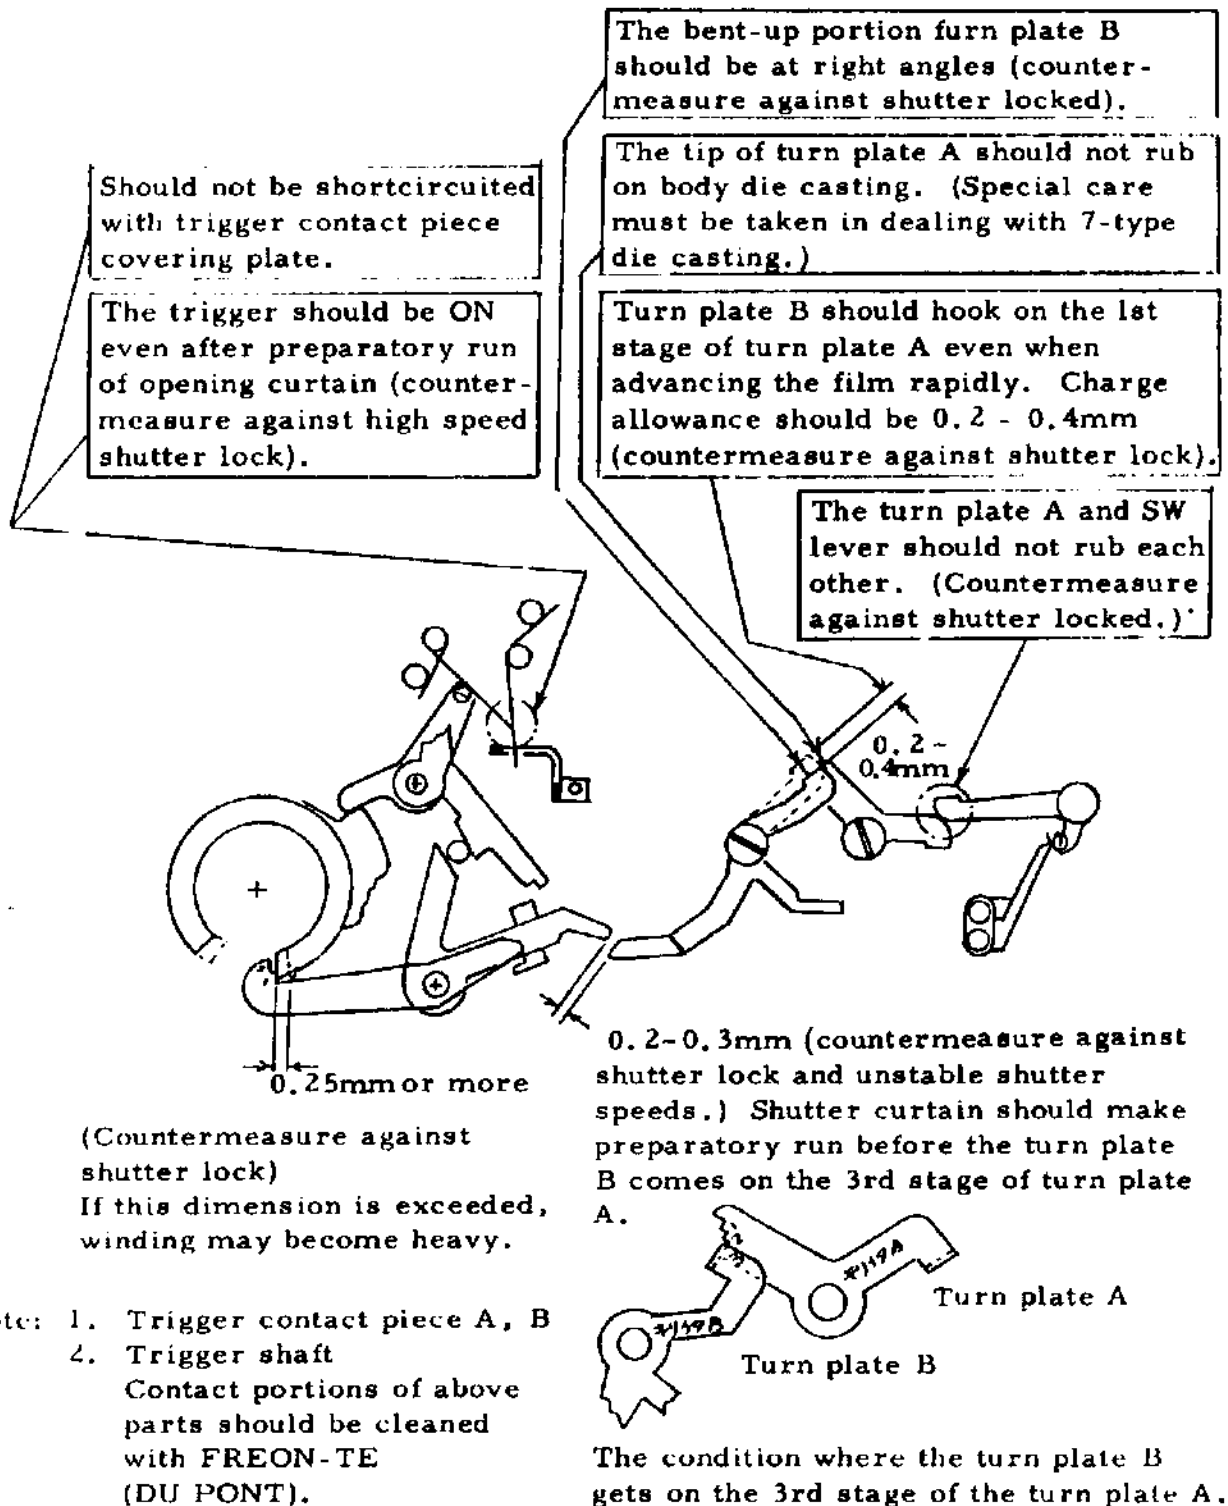 The bent-up portion furn plate B
should be at right angles (counter-
measure against shutter locked).
The tip of turn plate A should not rub
on body die casting. (Special care
must be taken in dealing with 7-type
die casting.)
Should not be shortcircuited
with trigger contact piece
covering plate.
The trigger should be ON
even after preparatory run
of opening curtain (counter-
measure against high speed
shutter lock).
Turn plate B should hook on the 1st
stage of turn plate A even when
advancing the film rapidly. Charge
allowance should be 0.2 - 0.4mm
(countermeasure against shutter lock).
The turn plate A and SW
lever should not rub each
other. (Countermeasure
against shutter locked.)
0.2~
0.4mm
0.25mm or more
(Countermeasure against
shutter lock)
If this dimension is exceeded,
winding may become heavy.
0.2~0.3mm (countermeasure against
shutter lock and unstable shutter
speeds.) Shutter curtain should make
preparatory run before the turn plate
B comes on the 3rd stage of turn plate
A.
Turn plate A
Turn plate B
te: 1. Trigger contact piece A, B
2. Trigger shaft
Contact portions of above
parts should be cleaned
with FREON-TE
(DU PONT).
The condition where the turn plate B
gets on the 3rd stage of the turn plate A.